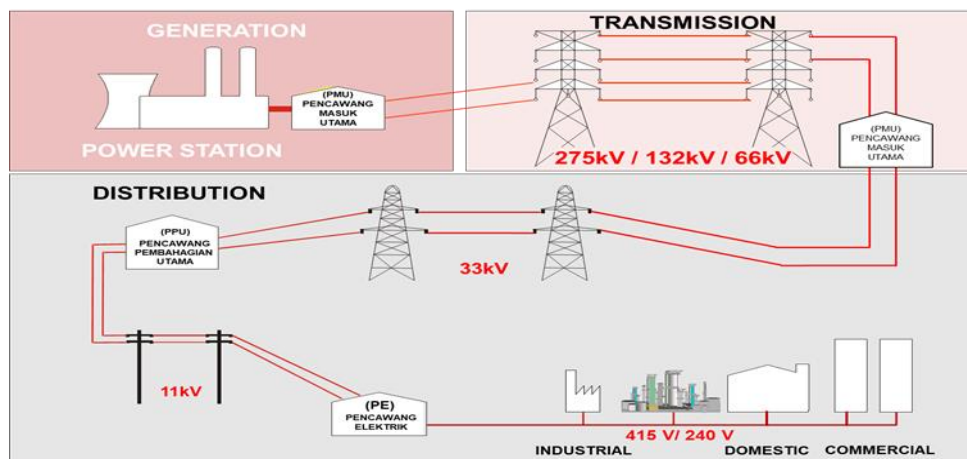 GENERATION
(PMU)
PENCAWANG
MASUK
UTAMA
POWER STATION
TRANSMISSION
275kV / 132kV / 66kV
(PMU)
PENCAWANG
MASUK
UTAMA
DISTRIBUTION
(PPU)
PENCAWANG
PEMBAHAGIAN
UTAMA
33kV
11kV
(PE)
PENCAWANG
ELEKTRIK
415 V/ 240 V
INDUSTRIAL
DOMESTIC
COMMERCIAL